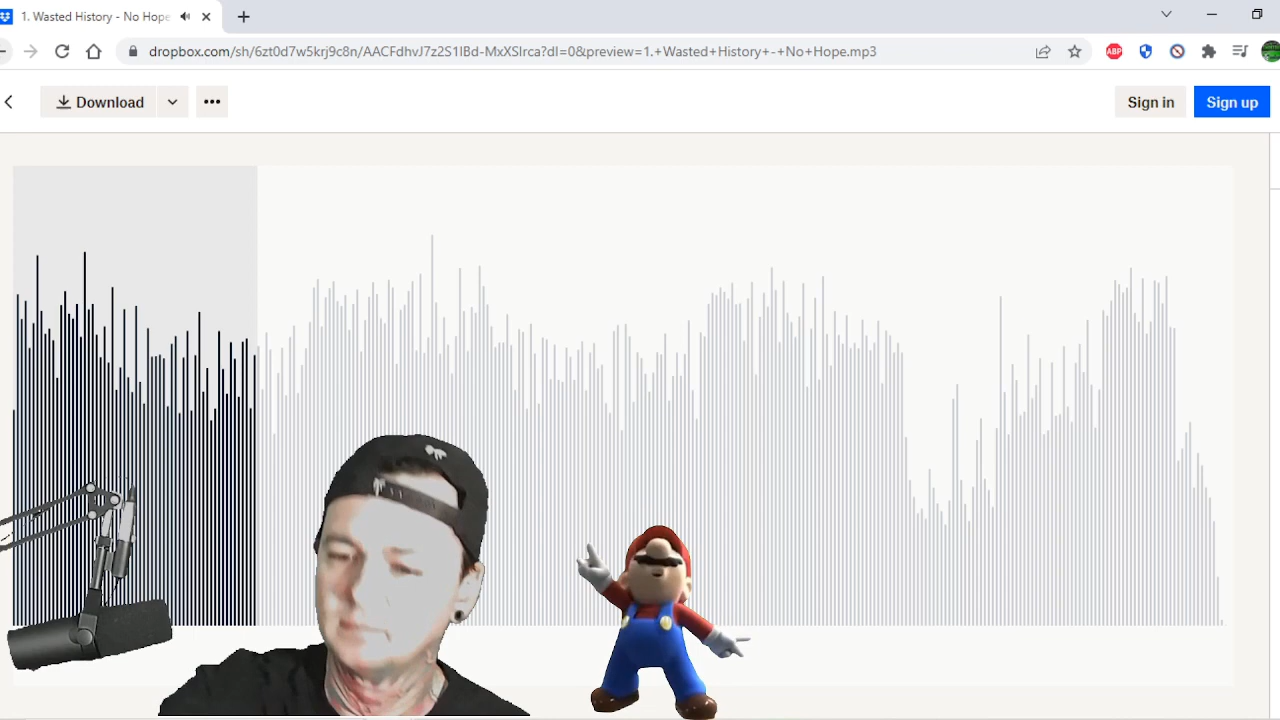 1. Wasted History - No Hope
dropbox.com/sh/6zt0d7w5krj9c8n/AACFdhvJ7z2S1lBd-MxXSIrca?dl=0&preview=1.+Wasted+History+-+No+Hope.mp3
ABP
Download
Sign in
Sign up